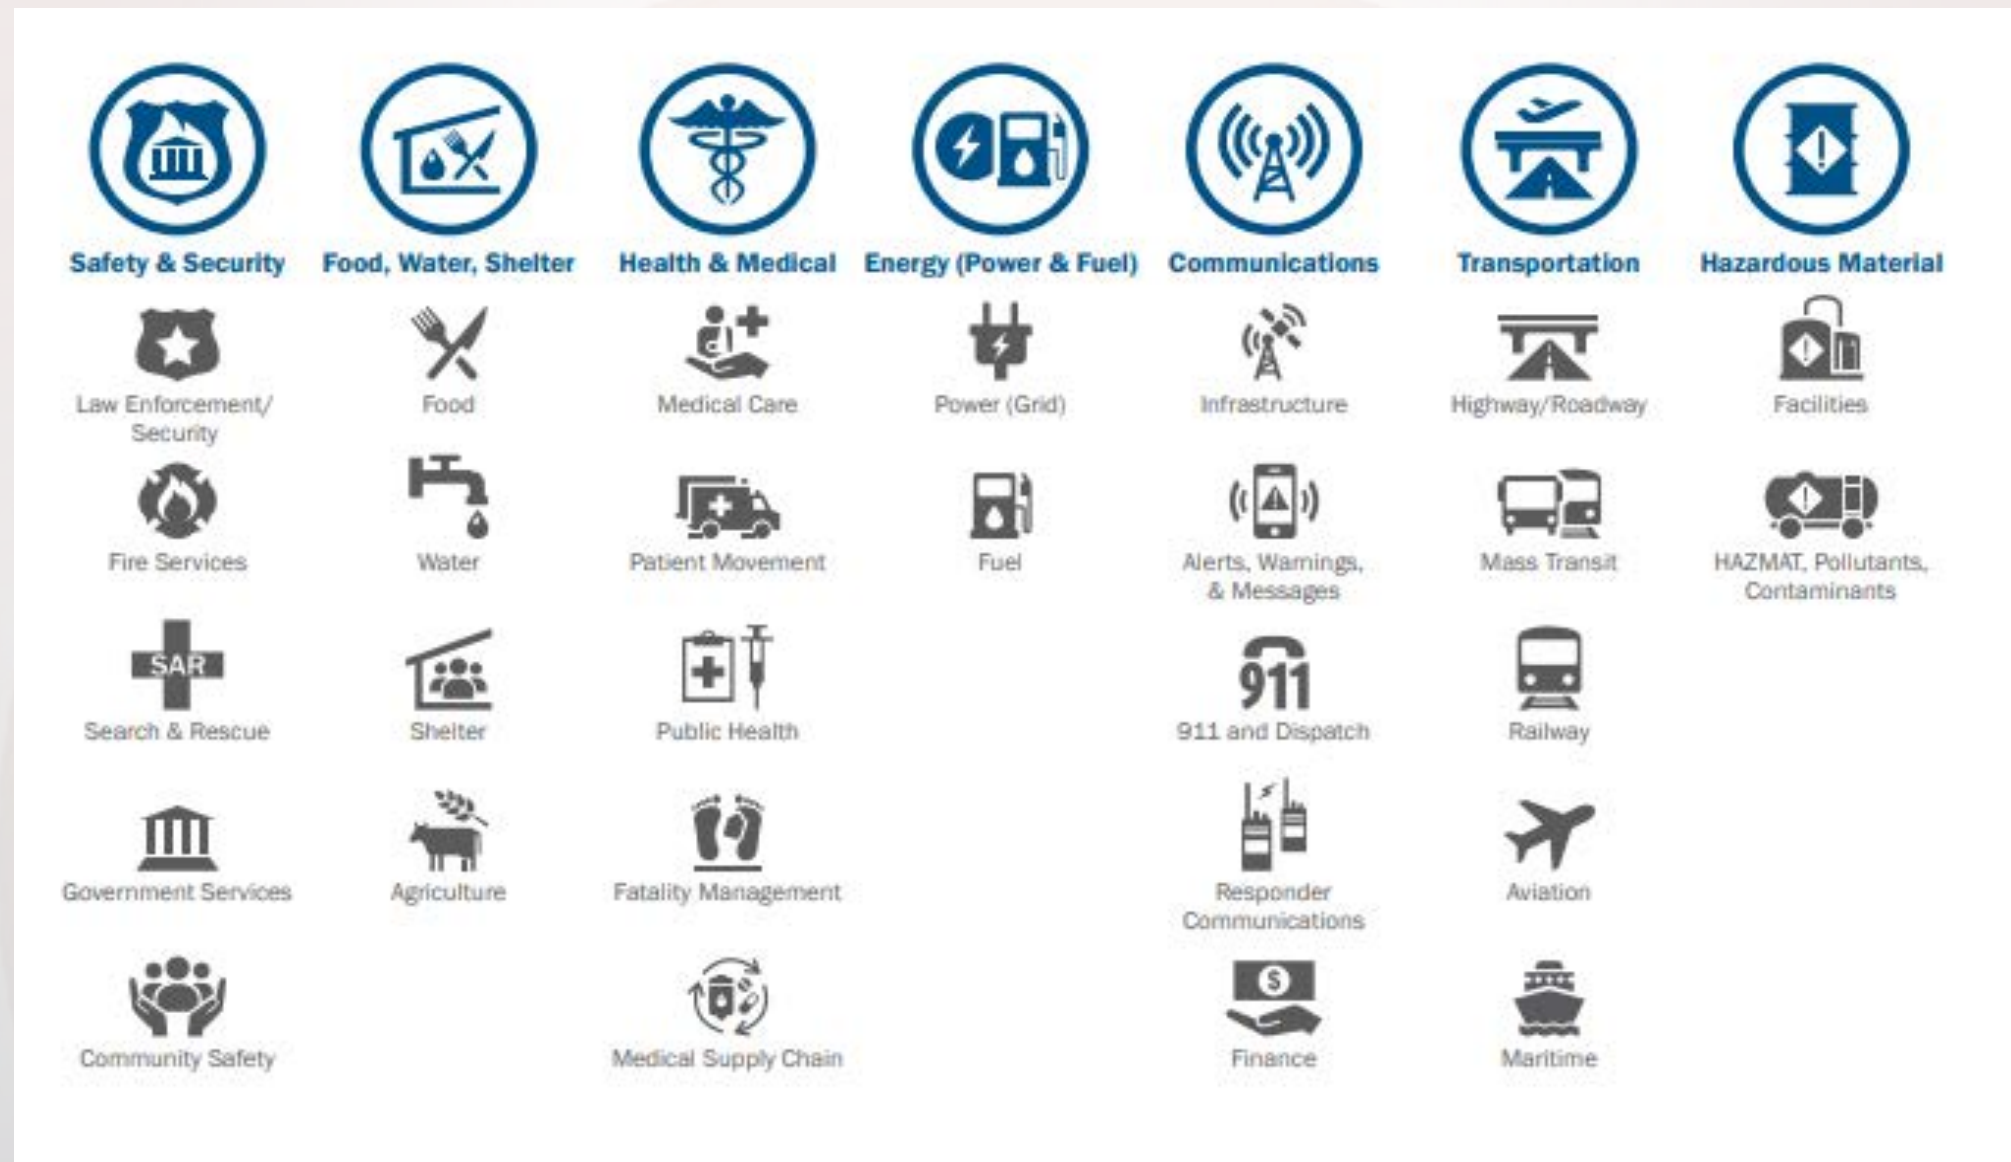 Safety & Security
Food, Water, Shelter
Health & Medical
Energy (Power & Fuel)
Communications
Transportation
Hazardous Material
Law Enforcement/
Security
Food
Medical Care
Power (Grid)
Infrastructure
Highway/Roadway
Facilities
Fire Services
Water
Patient Movement
Fuel
Alerts, Warnings,
& Messages
Mass Transit
HAZMAT, Pollutants,
Contaminants
SAR
Search & Rescue
Shelter
Public Health
911
911 and Dispatch
Railway
Government Services
Agriculture
Fatality Management
Responder
Communications
Aviation
Community Safety
Medical Supply Chain
$
Finance
Maritime